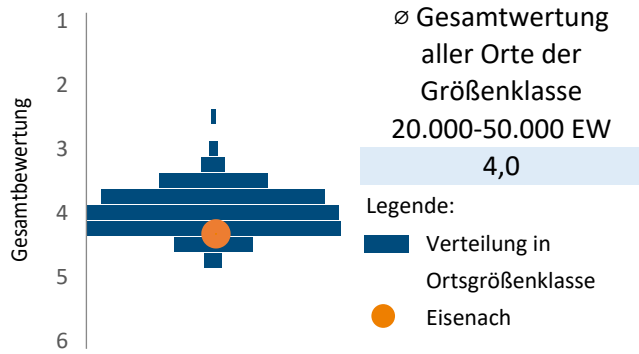 Gesamtbewertung
1
2
3
4
5
6
⌀ Gesamtwertung
aller Orte der
Größenklasse
20.000-50.000 EW
4,0
Legende:
Verteilung in
Ortsgrößenklasse
Eisenach